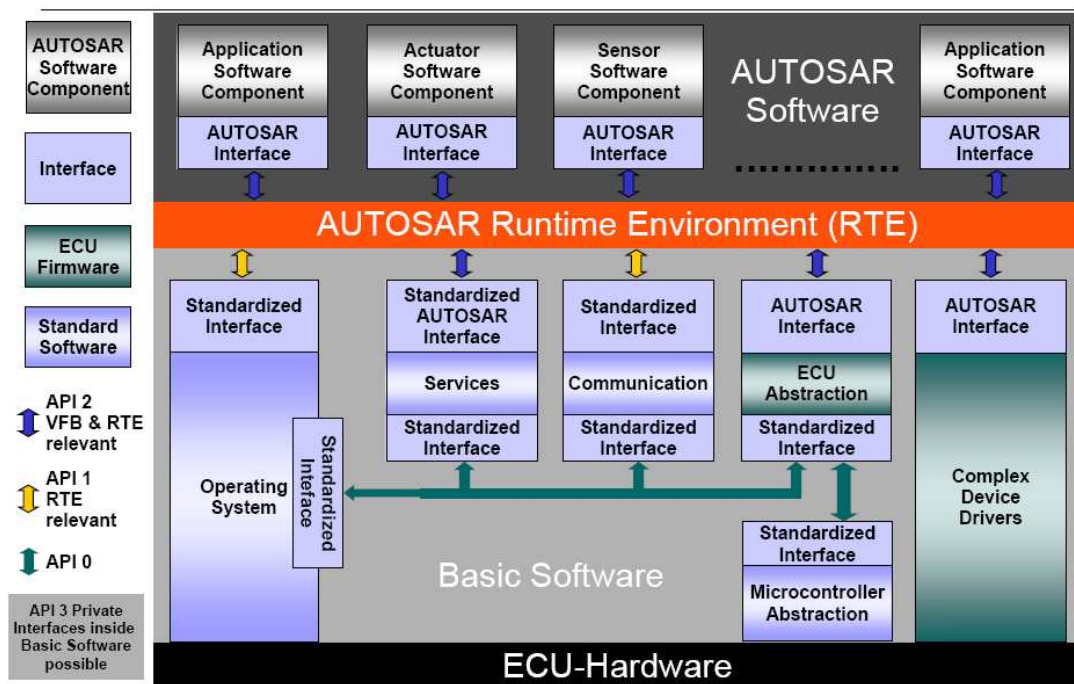 AUTOSAR
Software
Component
Interface
ECU
Firmware
Standard
Software
API 2
VFB & RTE
relevant
API 1
RTE
relevant
API 0
API 3 Private
Interfaces inside
Basic Software
possible
Application
Software
Component
AUTOSAR
Interface
Actuator
Software
Component
AUTOSAR
Interface
Sensor
Software
Component
AUTOSAR
Interface
AUTOSAR
Software
Application
Software
Component
AUTOSAR
Interface
AUTOSAR Runtime Environment (RTE)
Standardized
Interface
Operating
System
Standardized
Inteface
Standardized
AUTOSAR
Interface
Services
Standardized
Interface
Standardized
Interface
Communication
Standardized
Interface
AUTOSAR
Interface
ECU
Abstraction
Standardized
Interface
Standardized
Interface
Microcontroller
Abstraction
AUTOSAR
Interface
Complex
Device
Drivers
Basic Software
ECU-Hardware